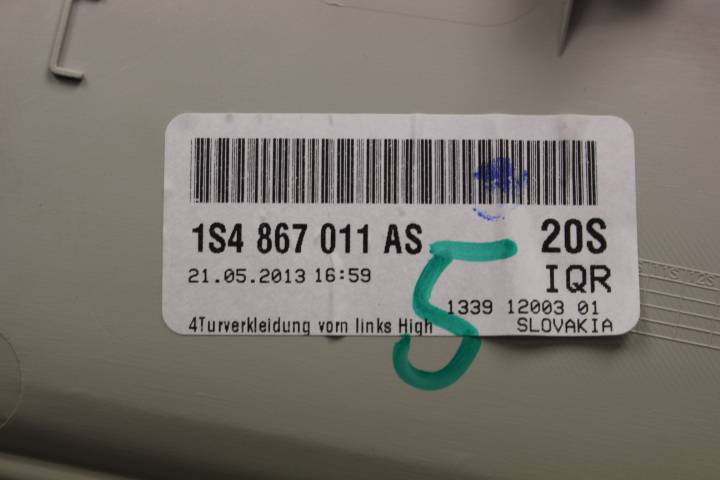 1S4 867 011 AS 20S
21.05.2013 16:59 IQR
1339 12003 01
4Turverkleidung vorn links High SLOVAKIA
5